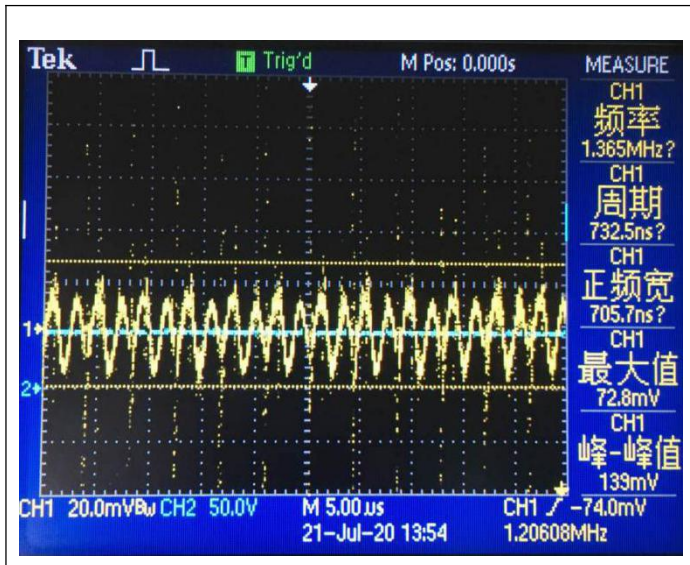 Tek T Trig'd M Pos: 0.000s MEASURE
CH1
频率
1.365MHz?
CH1
周期
732.5ns?
CH1
正频宽
705.7ns?
CH1
最大值
72.8mV
CH1
峰-峰值
139mV
1
2
CH1 20.0mVBw CH2 50.0V M 5.00µs CH1 -74.0mV
21-Jul-20 13:54 1.20608MHz